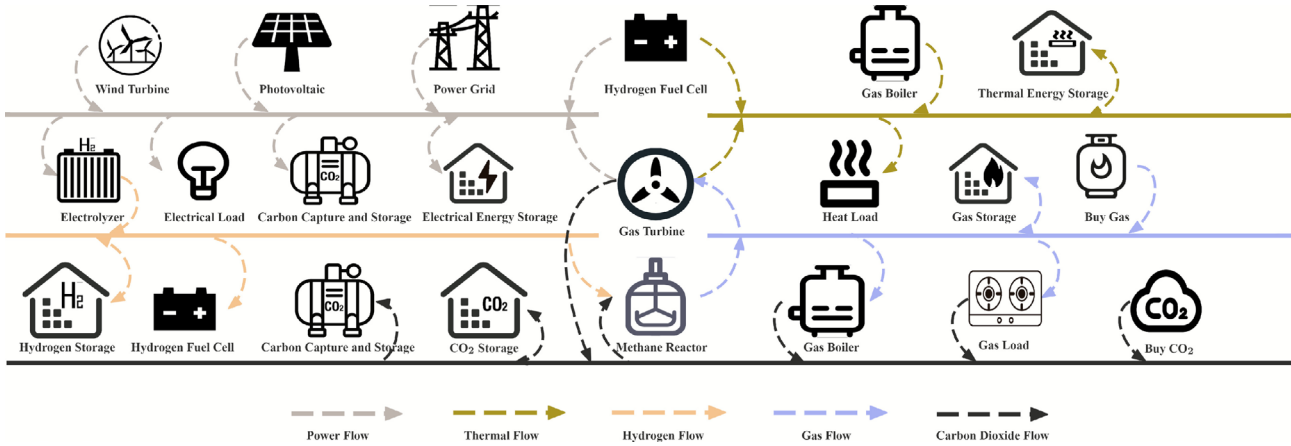 Wind Turbine
Photovoltaic
Power Grid
Hydrogen Fuel Cell
Gas Boiler
Thermal Energy Storage
H2
CO₂
Electrolyzer
Electrical Load
Carbon Capture and Storage
Electrical Energy Storage
Gas Turbine
Heat Load
Gas Storage
Buy Gas
H2
CO₂
CO₂
CO₂
Hydrogen Storage
Hydrogen Fuel Cell
Carbon Capture and Storage
CO₂ Storage
Methane Reactor
Gas Boiler
Gas Load
Buy CO₂
Power Flow
Thermal Flow
Hydrogen Flow
Gas Flow
Carbon Dioxide Flow